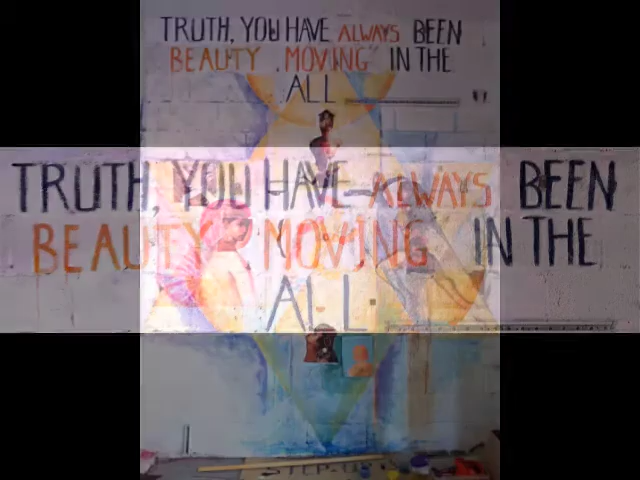 TRUTH, YOU HAVE ALWAYS BEEN
BEAUTY MOVING IN THE
ALL
TRUTH, YOU HAVE ALWAYS BEEN
BEAUTY MOVING IN THE
ALL